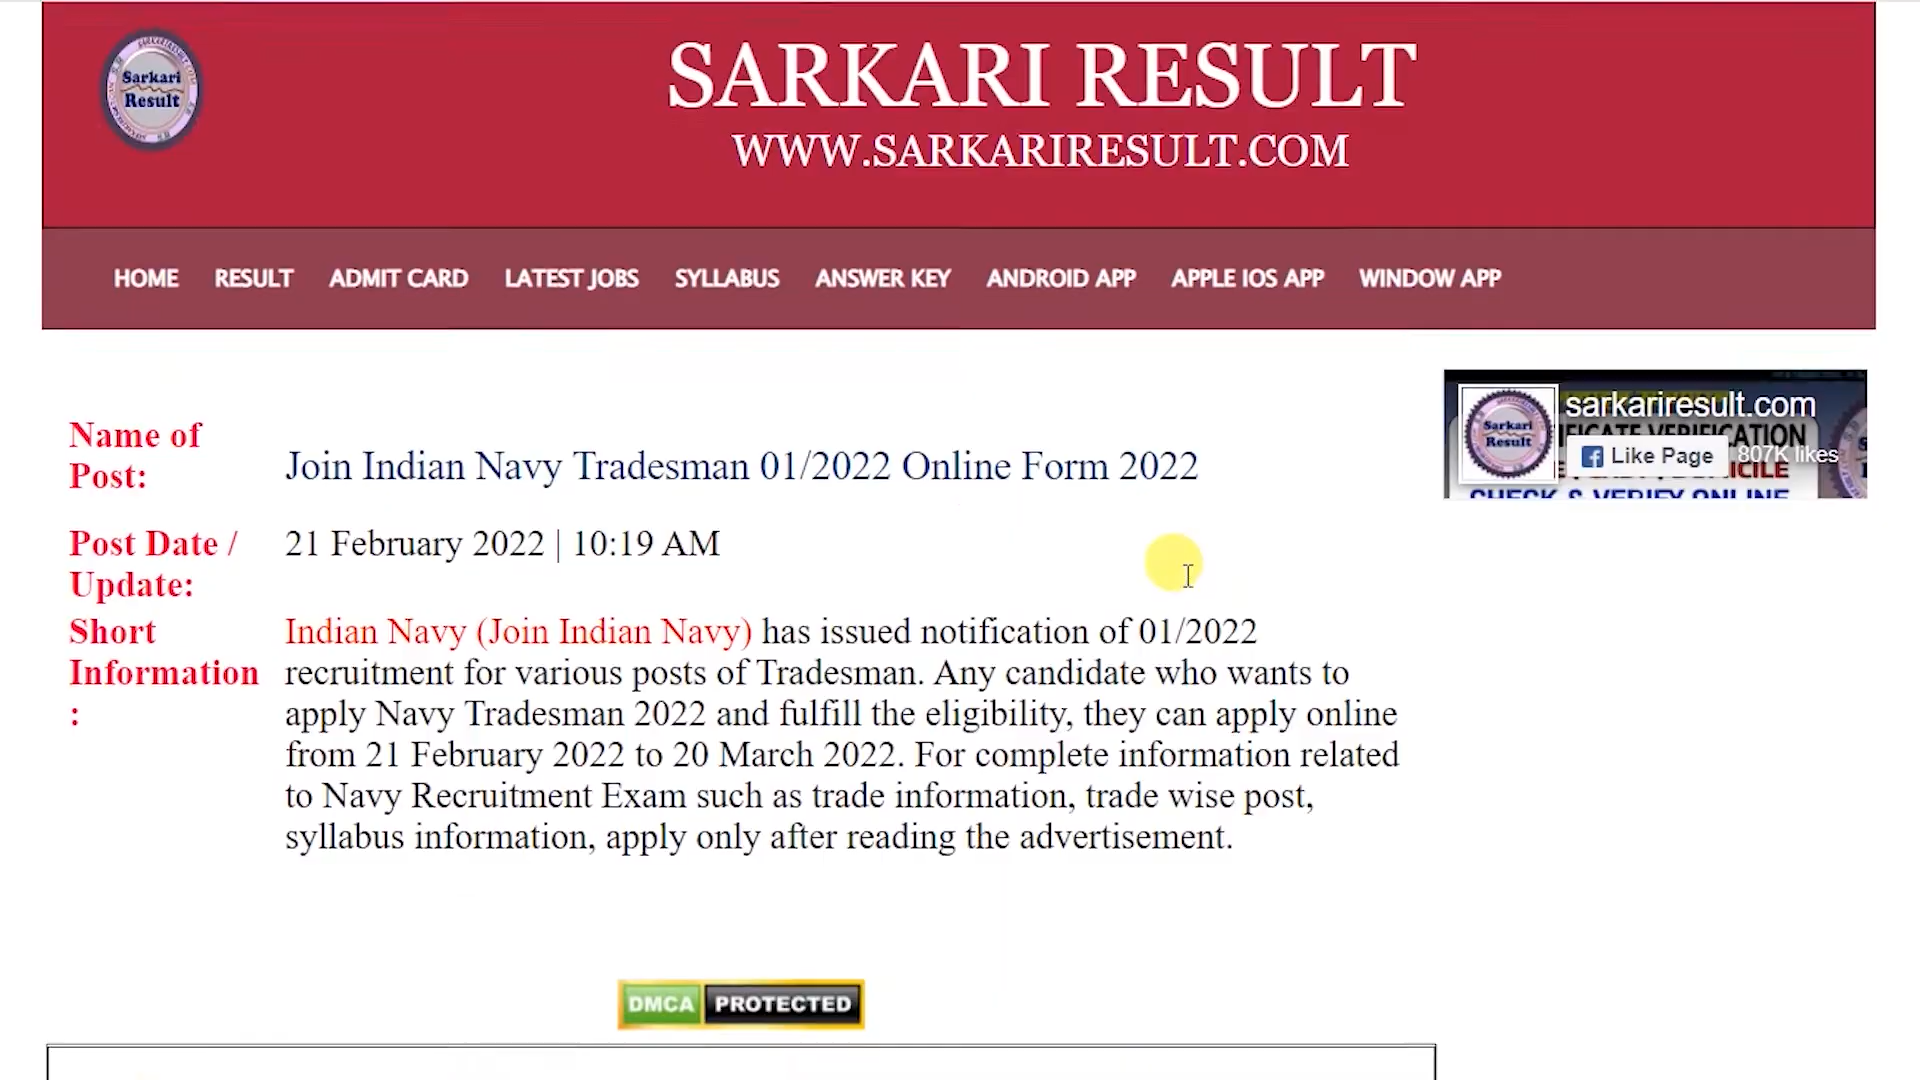 Sarkari
Result
SARKARI RESULT
WWW.SARKARIRESULT.COM
HOME RESULT ADMIT CARD LATEST JOBS SYLLABUS ANSWER KEY ANDROID APP APPLE IOS APP WINDOW APP
Name of
Post:
Join Indian Navy Tradesman 01/2022 Online Form 2022
Post Date /
Update:
21 February 2022 | 10:19 AM
Short
Information
:
Indian Navy (Join Indian Navy) has issued notification of 01/2022
recruitment for various posts of Tradesman. Any candidate who wants to
apply Navy Tradesman 2022 and fulfill the eligibility, they can apply online
from 21 February 2022 to 20 March 2022. For complete information related
to Navy Recruitment Exam such as trade information, trade wise post,
syllabus information, apply only after reading the advertisement.
sarkariresult.com
Sarkari
Result
VERIFICATION
Like Page 807K likes
CHECK & VERIFY ONLINE
DMCA PROTECTED